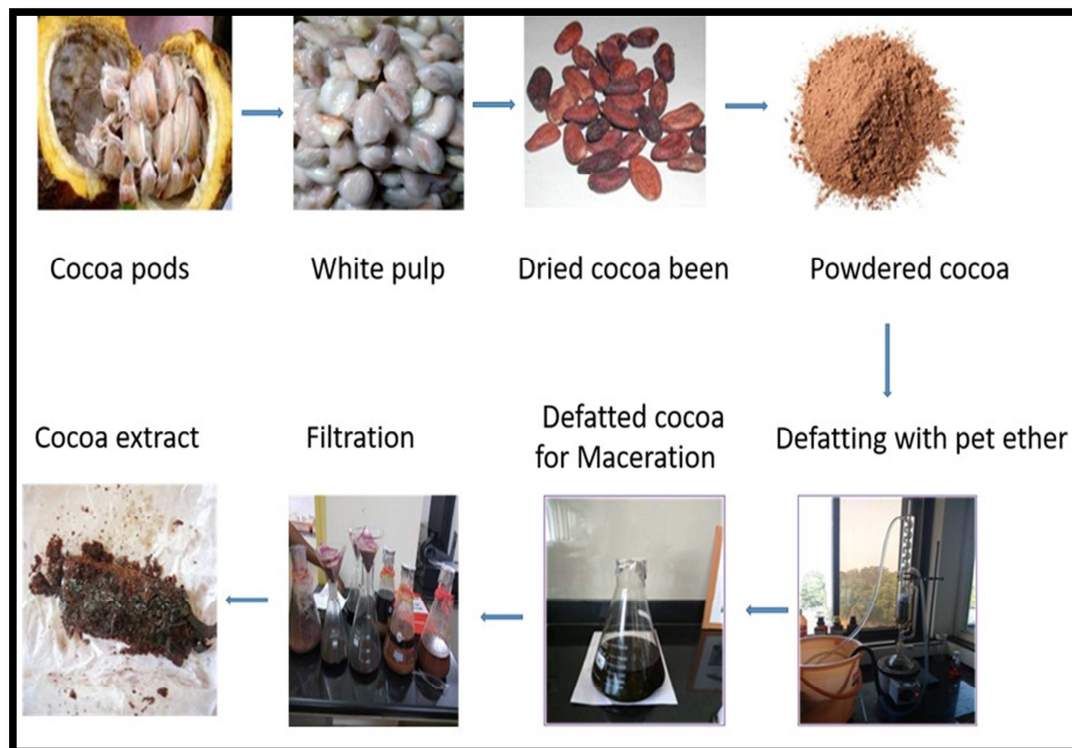 Cocoa pods
White pulp
Dried cocoa been
Powdered cocoa
Defatting with pet ether
Defatted cocoa
for Maceration
Filtration
Cocoa extract